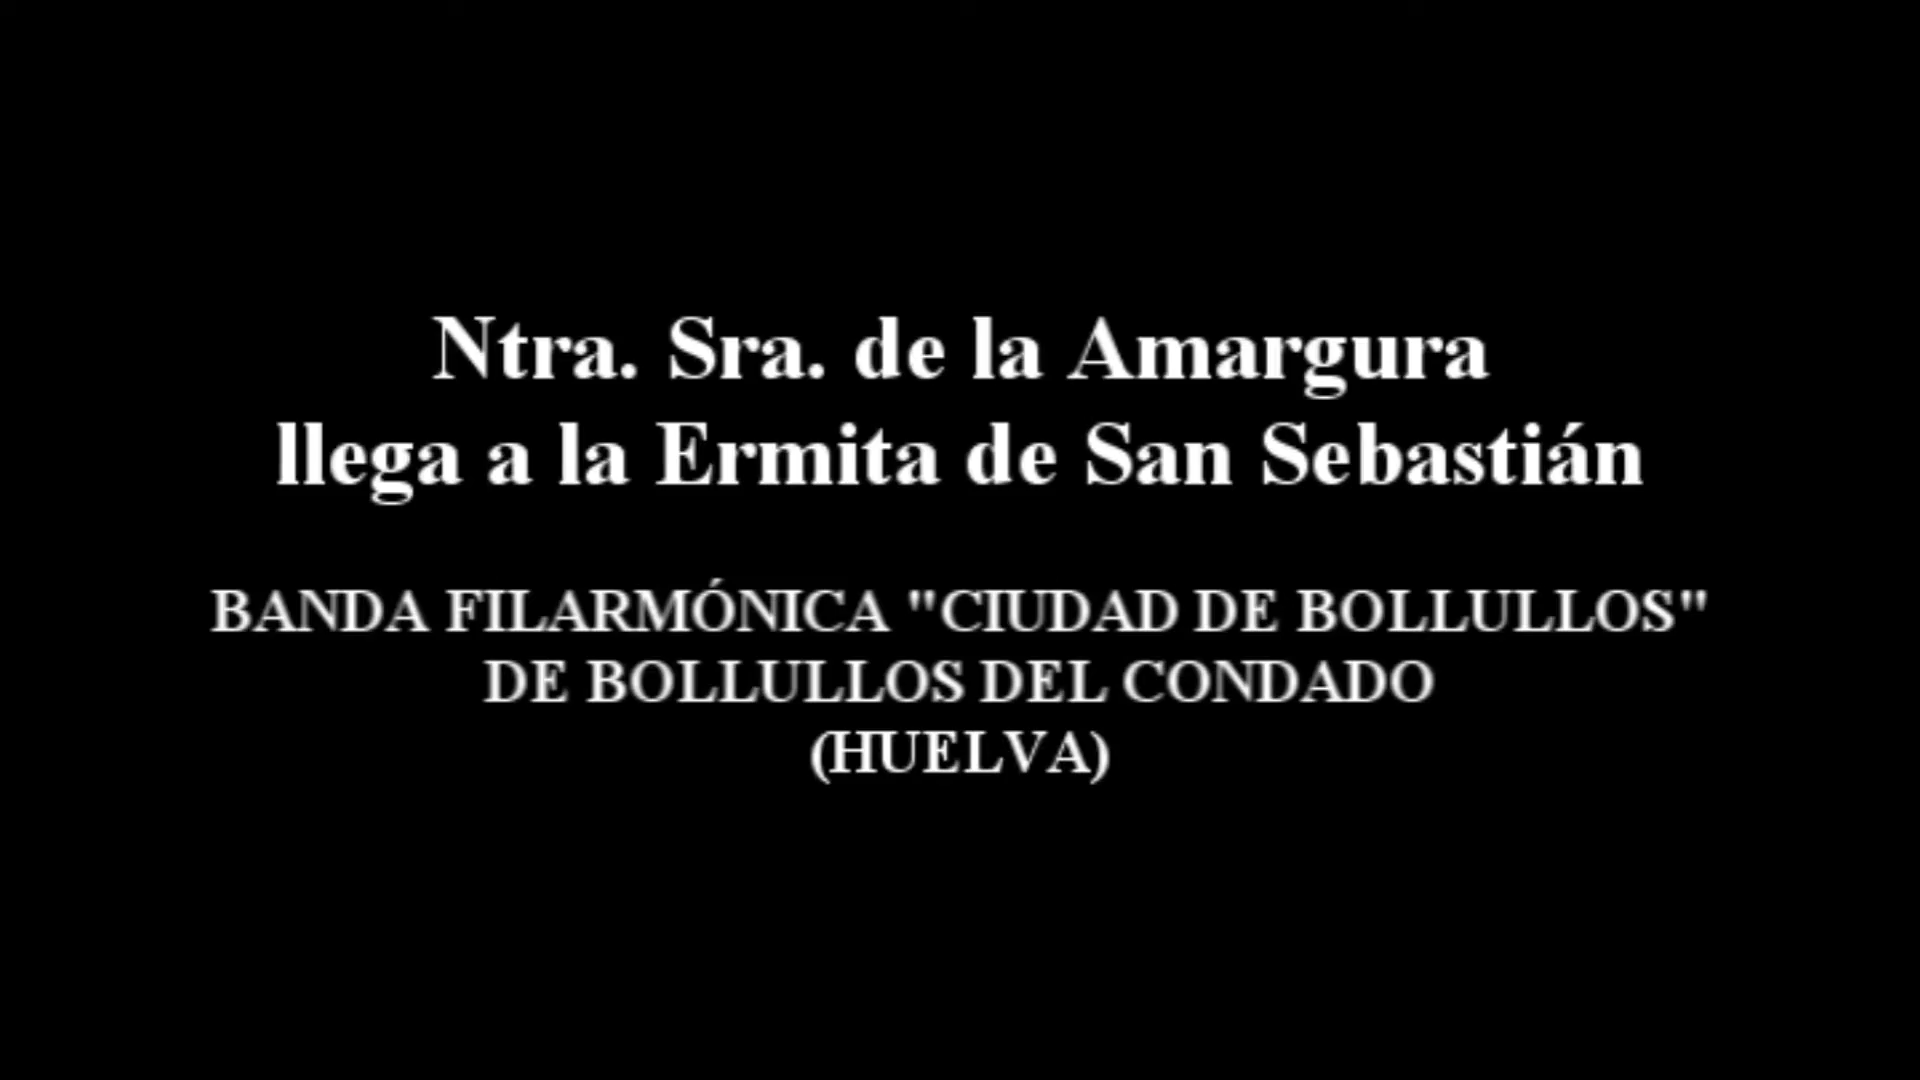 Ntra. Sra. de la Amargura
llega a la Ermita de San Sebastián
BANDA FILARMÓNICA "CIUDAD DE BOLLULLOS"
DE BOLLULLOS DEL CONDADO
(HUELVA)